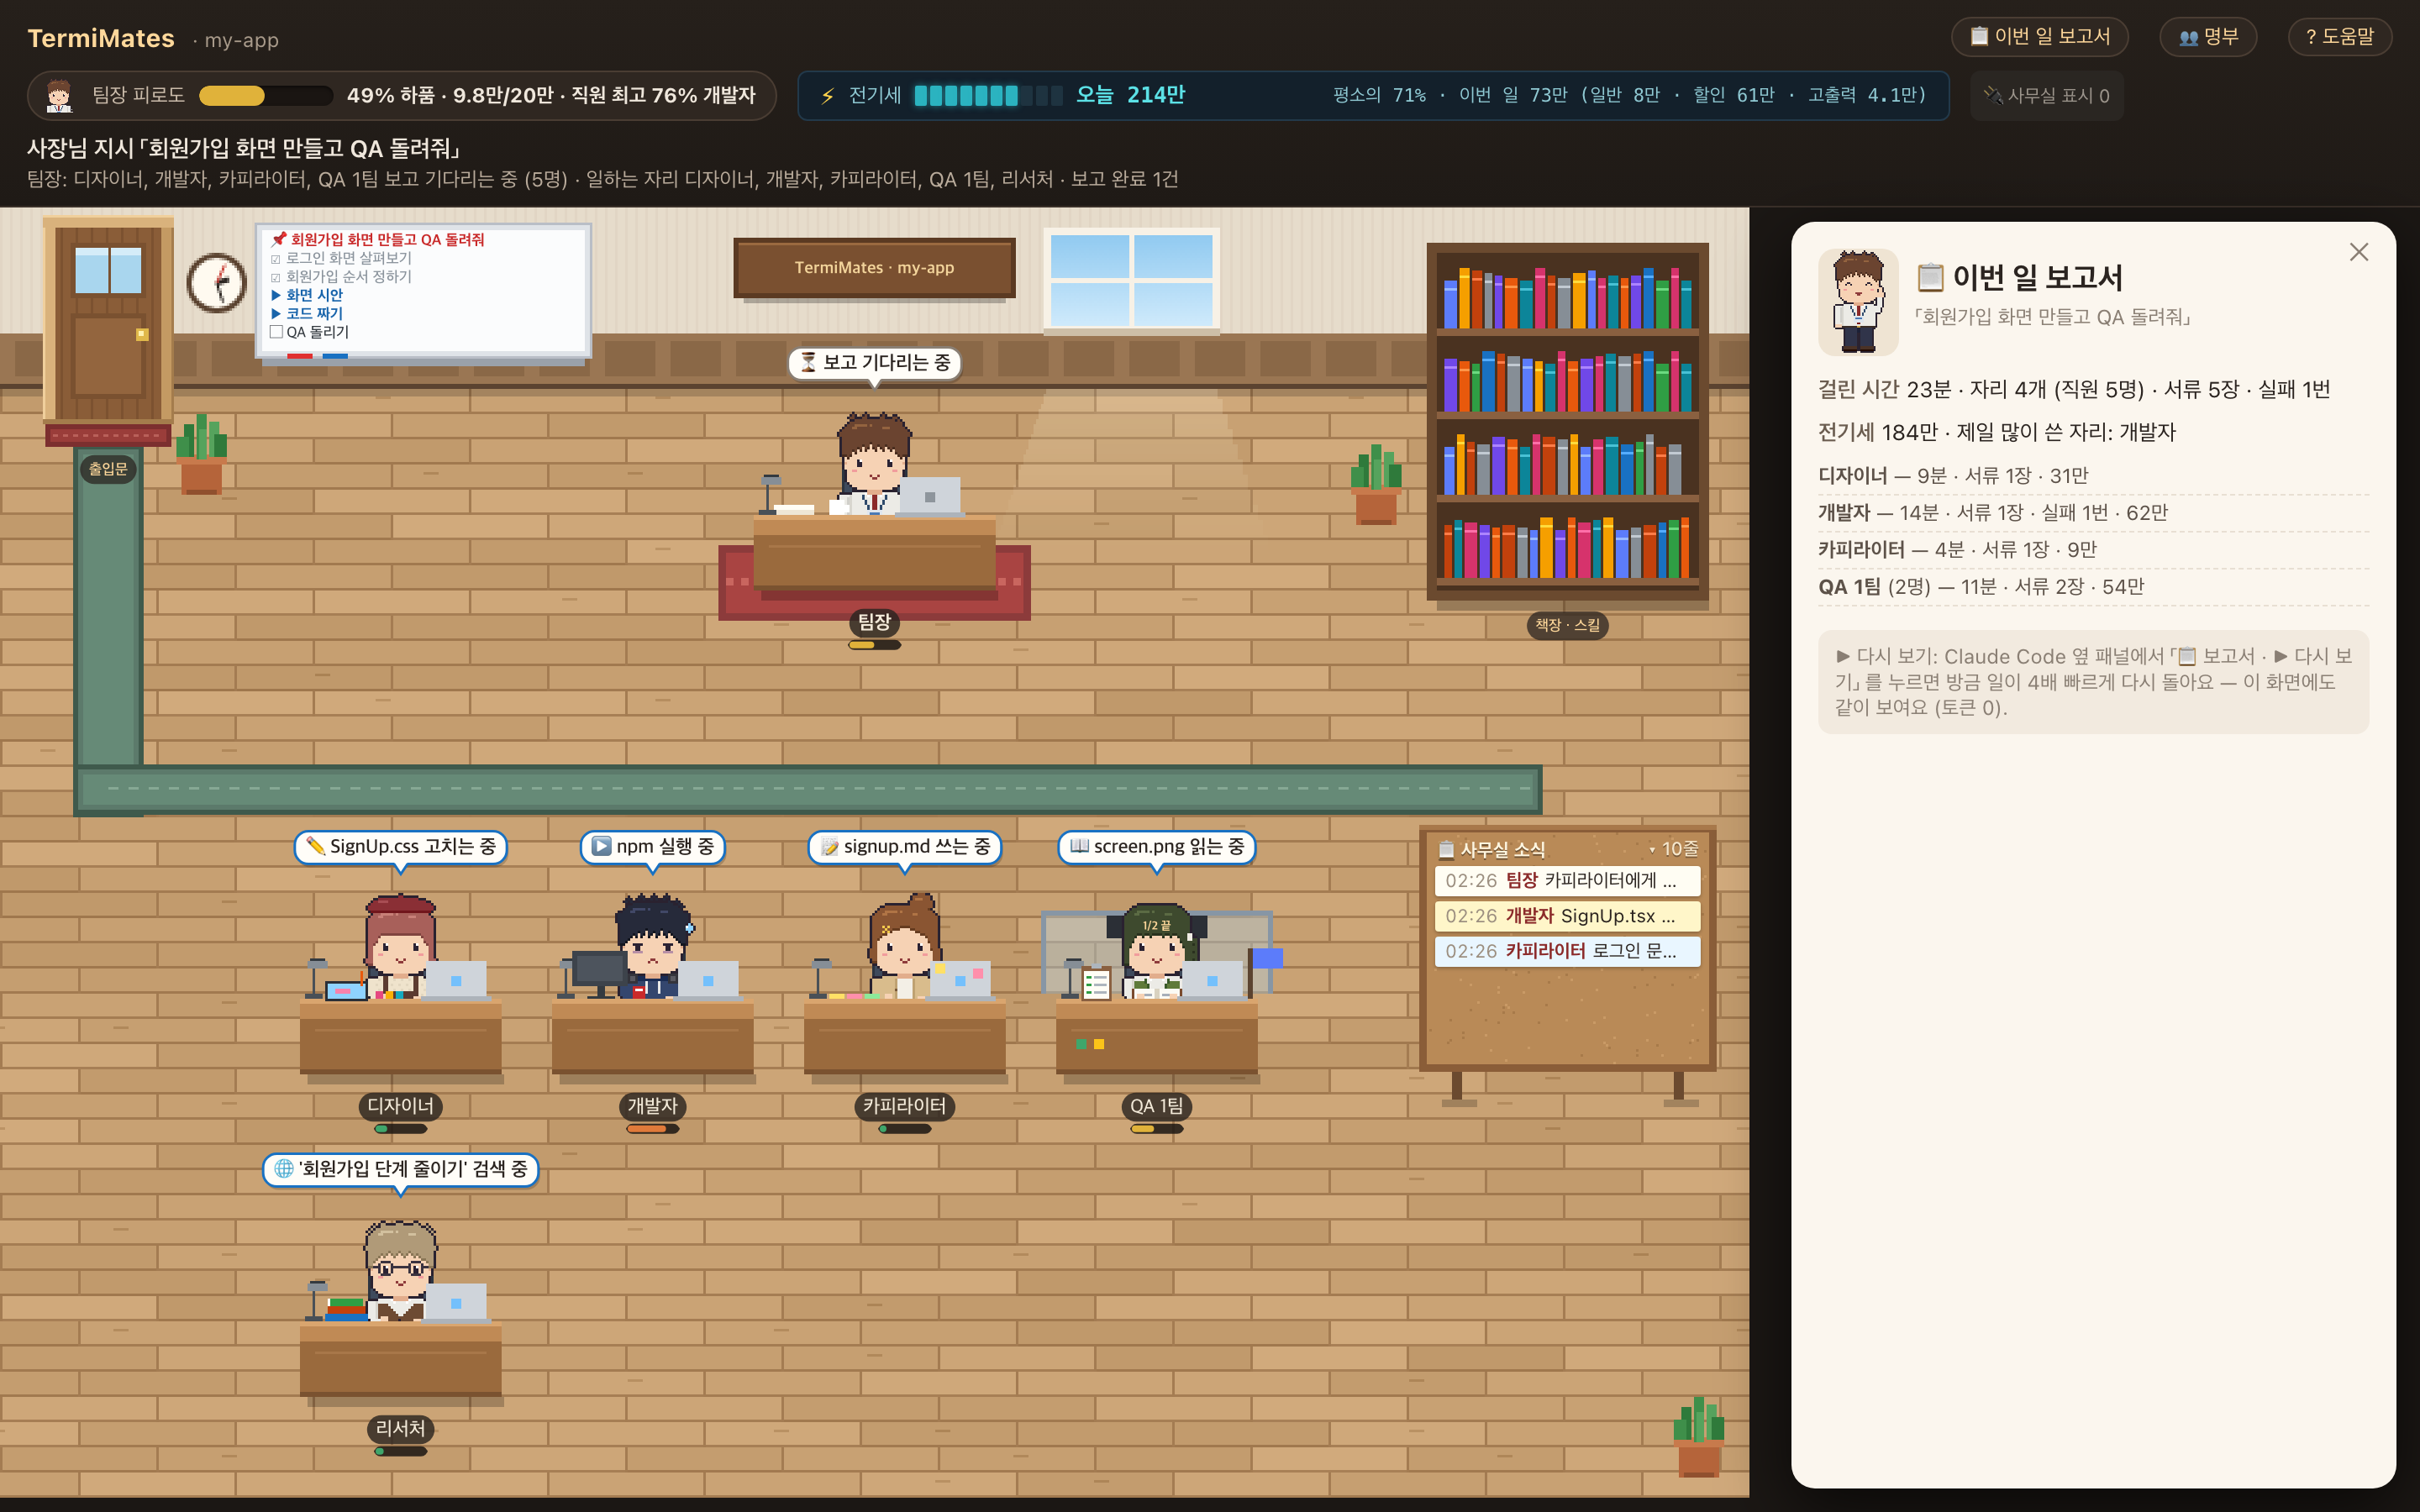 TermiMates · my-app
📋 이번 일 보고서
👥 명부
? 도움말
팀장 피로도 49% 하품 · 9.8만/20만 · 직원 최고 76% 개발자
⚡ 전기세 오늘 214만 평소의 71% · 이번 일 73만 (일반 8만 · 할인 61만 · 고출력 4.1만)
🔌 사무실 표시 0
사장님 지시 「회원가입 화면 만들고 QA 돌려줘」
팀장: 디자이너, 개발자, 카피라이터, QA 1팀 보고 기다리는 중 (5명) · 일하는 자리 디자이너, 개발자, 카피라이터, QA 1팀, 리서처 · 보고 완료 1건
📌 회원가입 화면 만들고 QA 돌려줘
☑ 로그인 화면 살펴보기
☑ 회원가입 순서 정하기
▶ 화면 시안
▶ 코드 짜기
☐ QA 돌리기
TermiMates · my-app
⏳ 보고 기다리는 중
출입문
팀장
책장 · 스킬
✏️ SignUp.css 고치는 중
▶️ npm 실행 중
📝 signup.md 쓰는 중
📖 screen.png 읽는 중
1/2 끝
디자이너
개발자
카피라이터
QA 1팀
📋 사무실 소식 ▾ 10줄
02:26 팀장 카피라이터에게 ...
02:26 개발자 SignUp.tsx ...
02:26 카피라이터 로그인 문...
🌐 '회원가입 단계 줄이기' 검색 중
리서처
📋 이번 일 보고서
「회원가입 화면 만들고 QA 돌려줘」
걸린 시간 23분 · 자리 4개 (직원 5명) · 서류 5장 · 실패 1번
전기세 184만 · 제일 많이 쓴 자리: 개발자
디자이너 — 9분 · 서류 1장 · 31만
개발자 — 14분 · 서류 1장 · 실패 1번 · 62만
카피라이터 — 4분 · 서류 1장 · 9만
QA 1팀 (2명) — 11분 · 서류 2장 · 54만
▶ 다시 보기: Claude Code 옆 패널에서 「📋 보고서 · ▶ 다시 보
기」 를 누르면 방금 일이 4배 빠르게 다시 돌아요 — 이 화면에도
같이 보여요 (토큰 0).